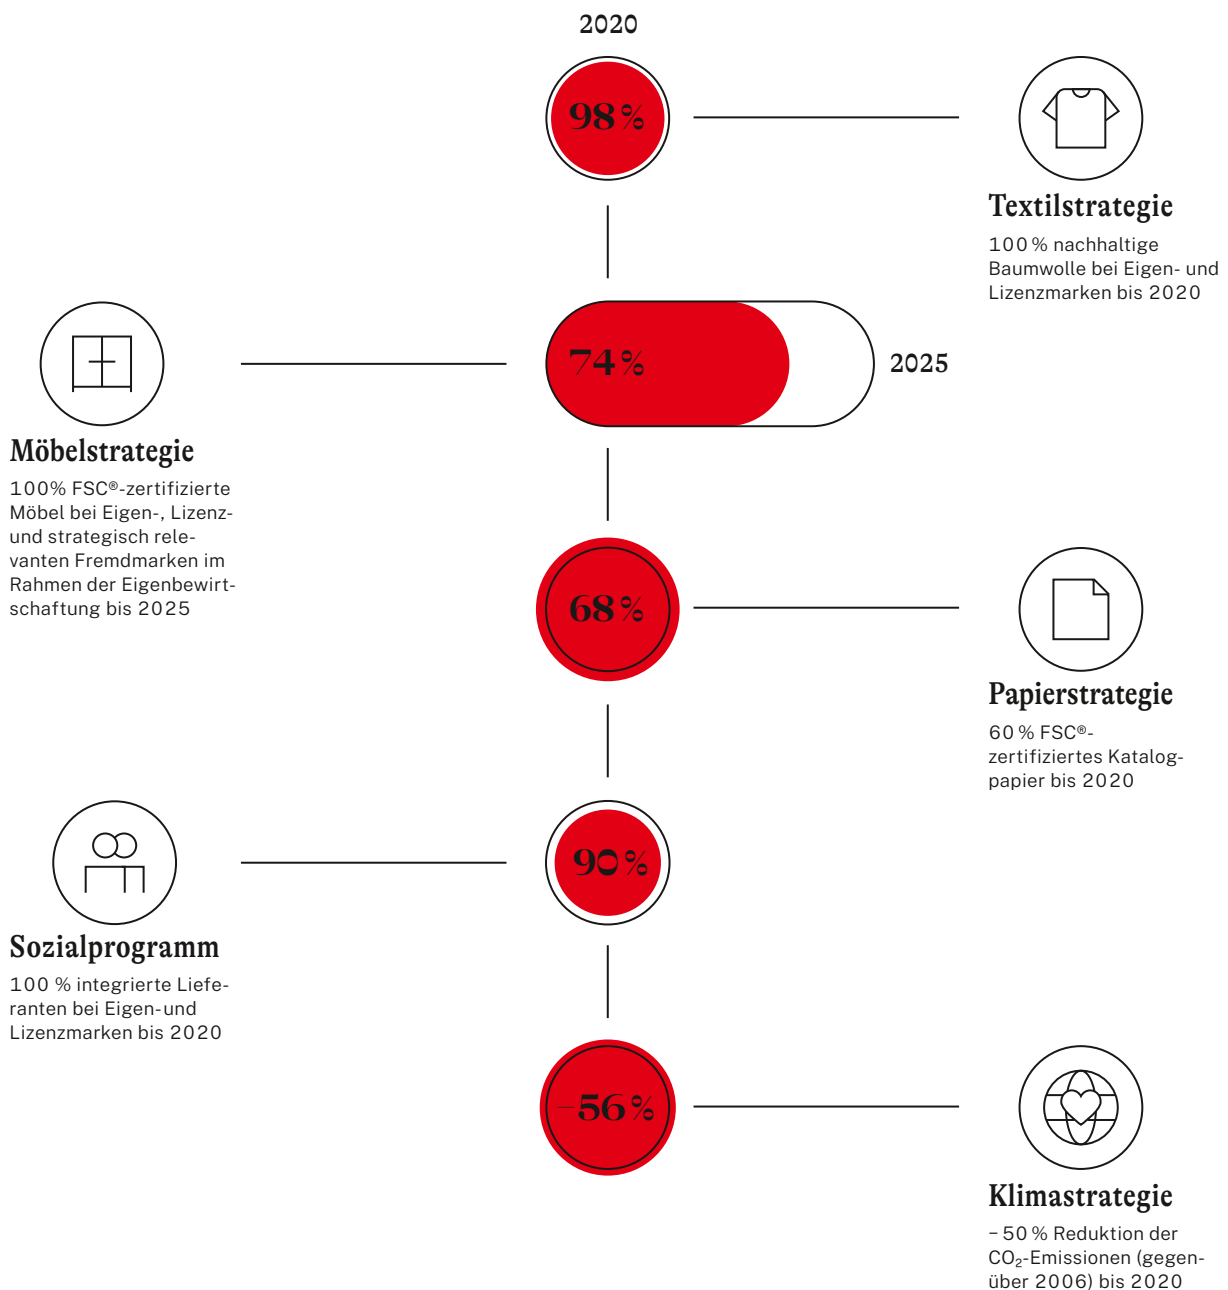 2020
98 %
Textilstrategie
100 % nachhaltige
Baumwolle bei Eigen- und
Lizenzmarken bis 2020
74 %
2025
Möbelstrategie
100% FSC®-zertifizierte
Möbel bei Eigen-, Lizenz-
und strategisch rele-
vanten Fremdmarken im
Rahmen der Eigenbewirt-
schaftung bis 2025
68 %
Papierstrategie
60 % FSC®-
zertifiziertes Katalog-
papier bis 2020
90 %
Sozialprogramm
100 % integrierte Liefe-
ranten bei Eigen- und
Lizenzmarken bis 2020
–56 %
Klimastrategie
– 50 % Reduktion der
CO₂-Emissionen (gegen-
über 2006) bis 2020